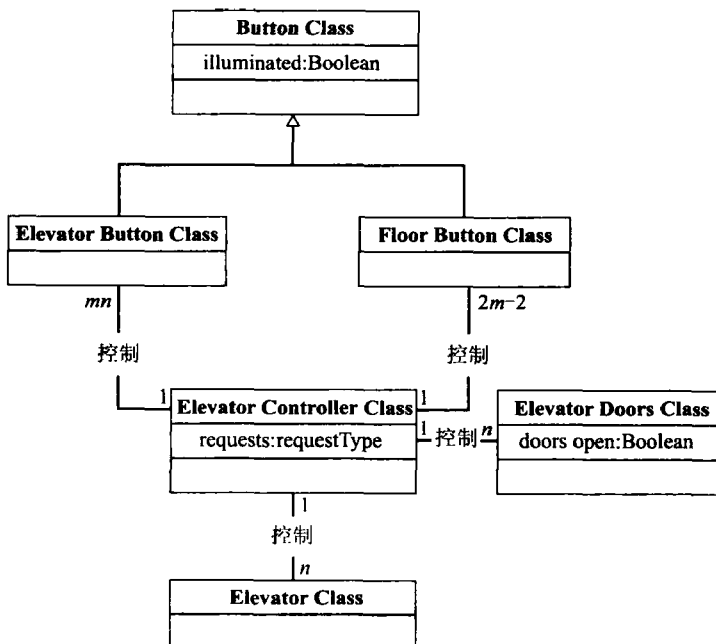 Button Class
illuminated:Boolean
Elevator Button Class
Floor Button Class
mn
2m-2
控制
控制
1
1
Elevator Controller Class
requests:requestType
1
控制
n
Elevator Doors Class
doors open:Boolean
1
控制
n
Elevator Class